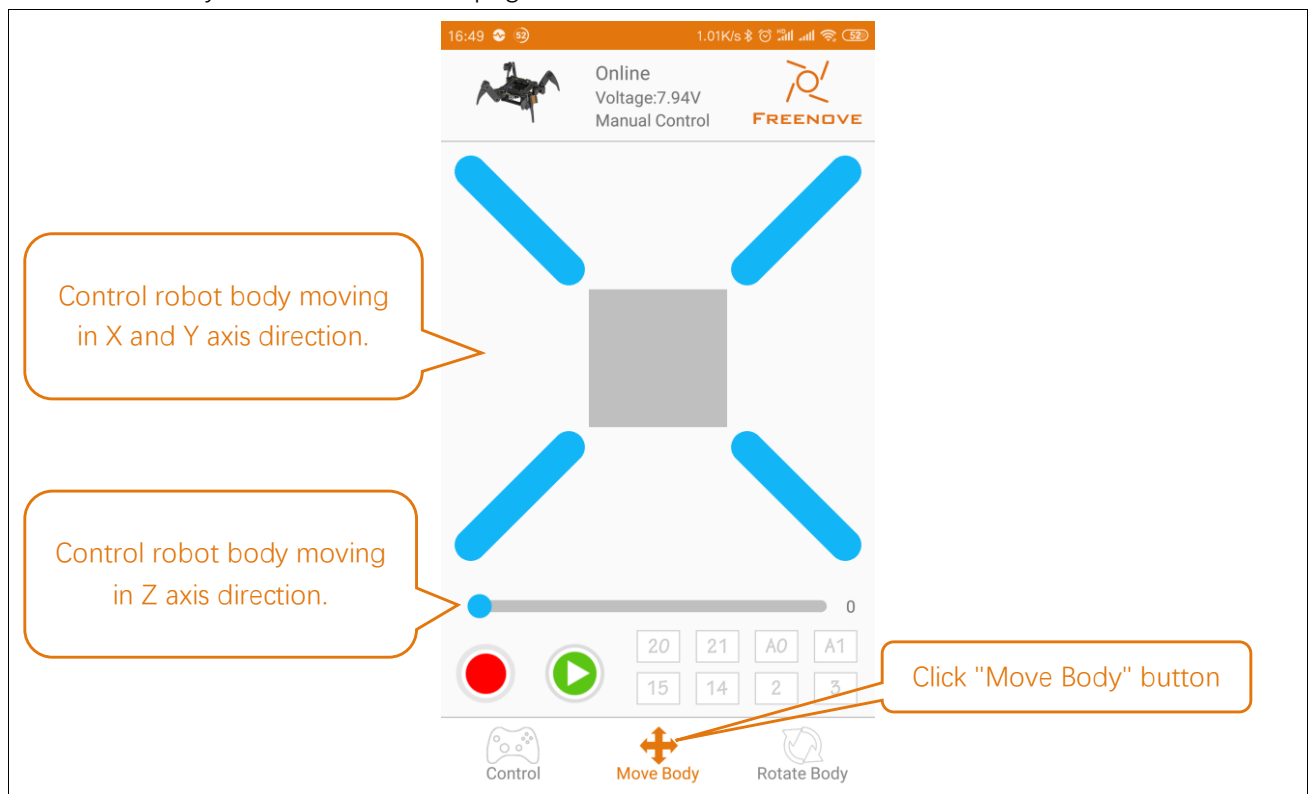 16:49 52 1.01K/s HD 52
Online
Voltage:7.94V
Manual Control
FREENOVE
Control robot body moving
in X and Y axis direction.
Control robot body moving
in Z axis direction.
0
20 21 A0 A1
15 14 2 3
Click "Move Body" button
Control Move Body Rotate Body